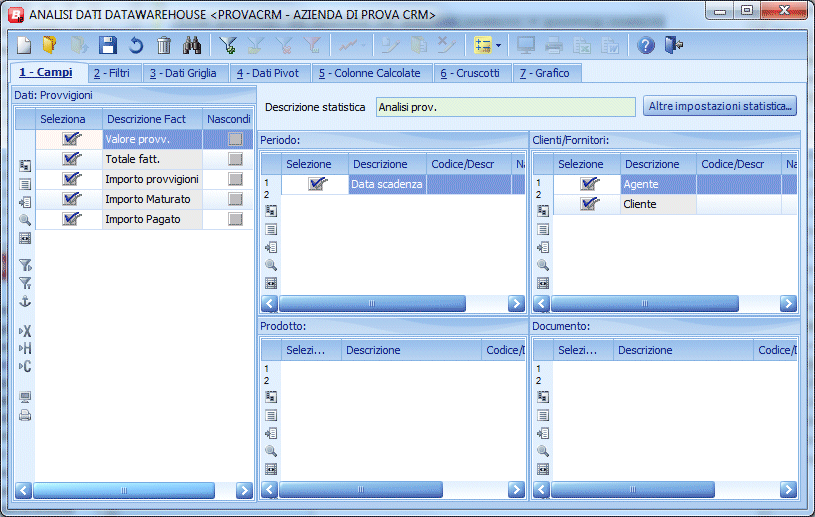 ANALISI DATI DATAWAREHOUSE <PROVACRM - AZIENDA DI PROVA CRM>
1 - Campi
2 - Filtri
3 - Dati Griglia
4 - Dati Pivot
5 - Colonne Calcolate
6 - Cruscotti
7 - Grafico
Dati: Provvigioni
Seleziona Descrizione Fact Nascondi
Valore provv.
Totale fatt.
Importo provvigioni
Importo Maturato
Importo Pagato
X
H
C
Descrizione statistica Analisi prov. Altre impostazioni statistica...
Periodo:
Selezione Descrizione Codice/Descr Na
1
2
Data scadenza
Clienti/Fornitori:
Selezione Descrizione Codice/Descr Na
1
2
Agente
Cliente
Prodotto:
Selezi... Descrizione Codice/D
1
2
Documento:
Selezi... Descrizione Codice/D
1
2